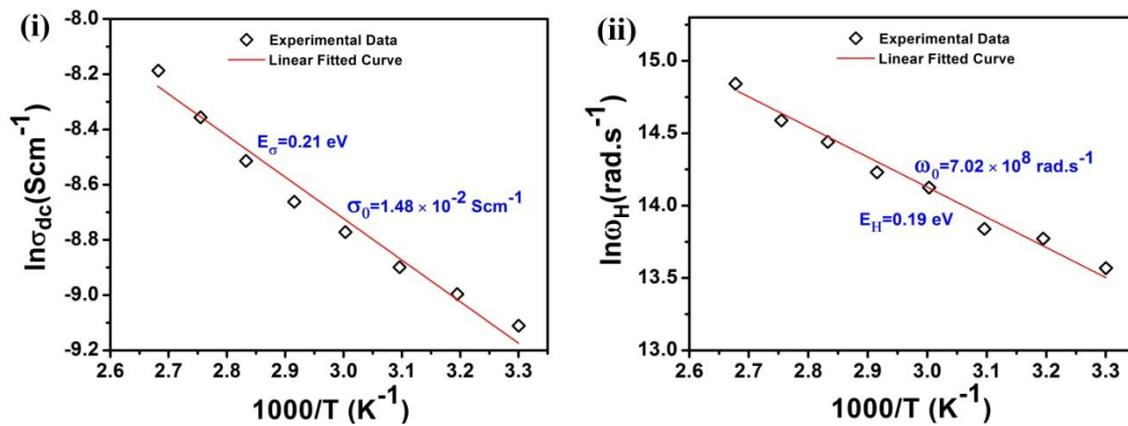 (i)
-8.0
-8.2
-8.4
-8.6
-8.8
-9.0
-9.2
lnσdc(Scm⁻¹)
Experimental Data
Linear Fitted Curve
Eσ=0.21 eV
σ0=1.48 × 10⁻² Scm⁻¹
2.6 2.7 2.8 2.9 3.0 3.1 3.2 3.3
1000/T (K⁻¹)
(ii)
15.0
14.5
14.0
13.5
13.0
lnωH(rad.s⁻¹)
Experimental Data
Linear Fitted Curve
ω0=7.02 × 10⁸ rad.s⁻¹
EH=0.19 eV
2.6 2.7 2.8 2.9 3.0 3.1 3.2 3.3
1000/T (K⁻¹)